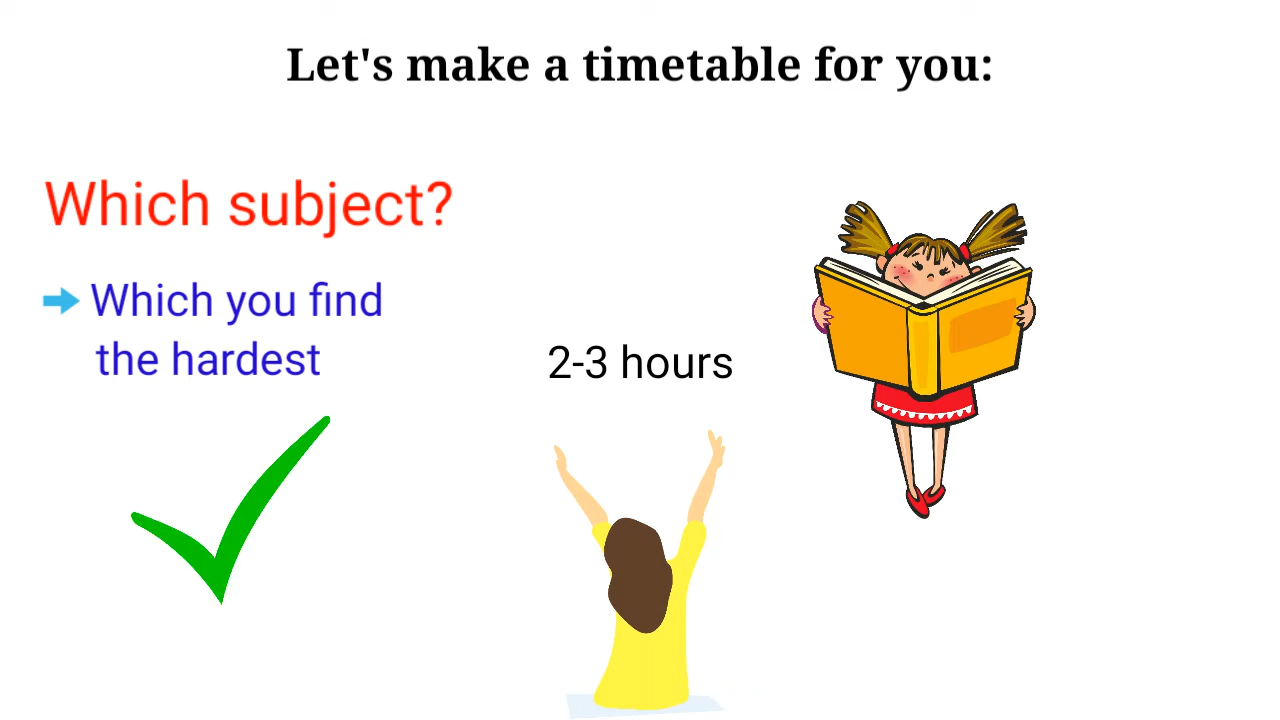 Let's make a timetable for you:
Which subject?
Which you find
the hardest
2-3 hours